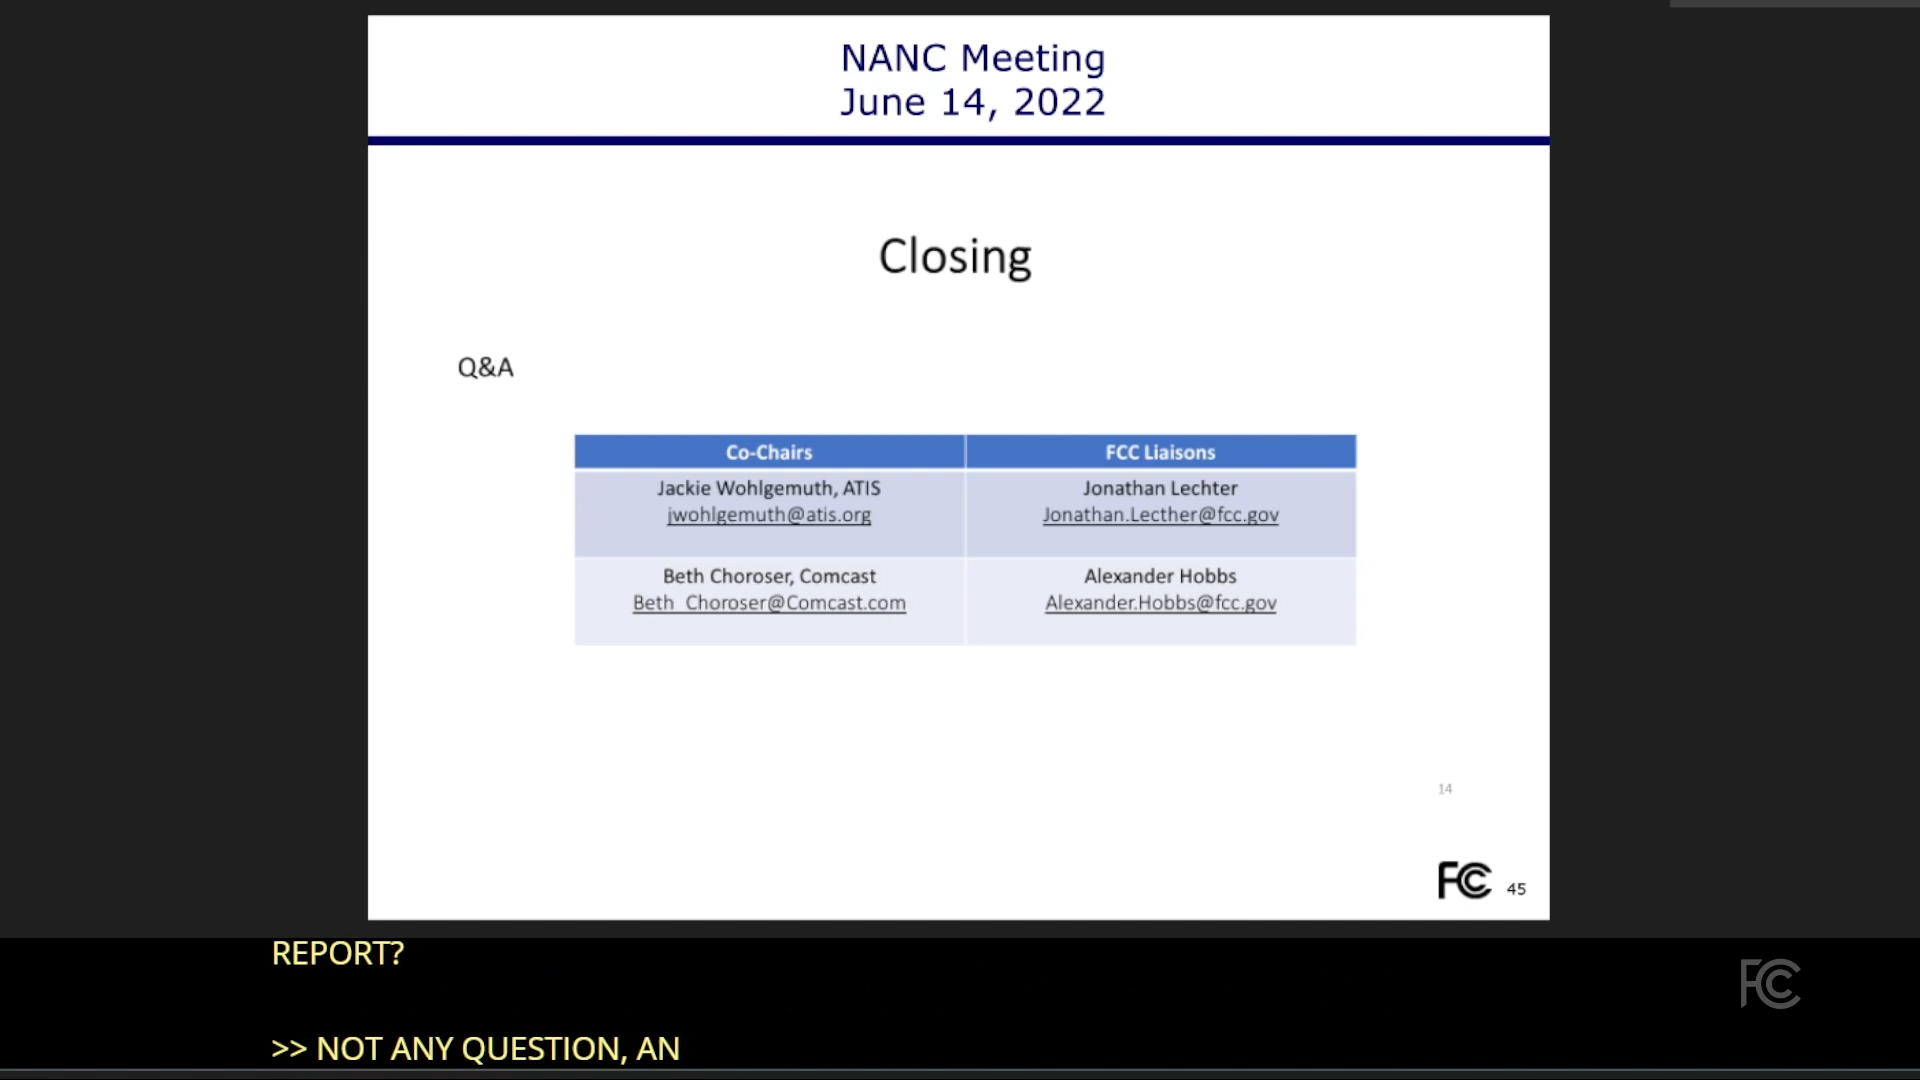 NANC Meeting
June 14, 2022
Closing
Q&A
Co-Chairs FCC Liaisons
Jackie Wohlgemuth, ATIS Jonathan Lechter
jwohlgemuth@atis.org Jonathan.Lecther@fcc.gov
Beth Choroser, Comcast Alexander Hobbs
Beth_Choroser@Comcast.com Alexander.Hobbs@fcc.gov
14
FCC 45
REPORT?
FCC
>> NOT ANY QUESTION, AN